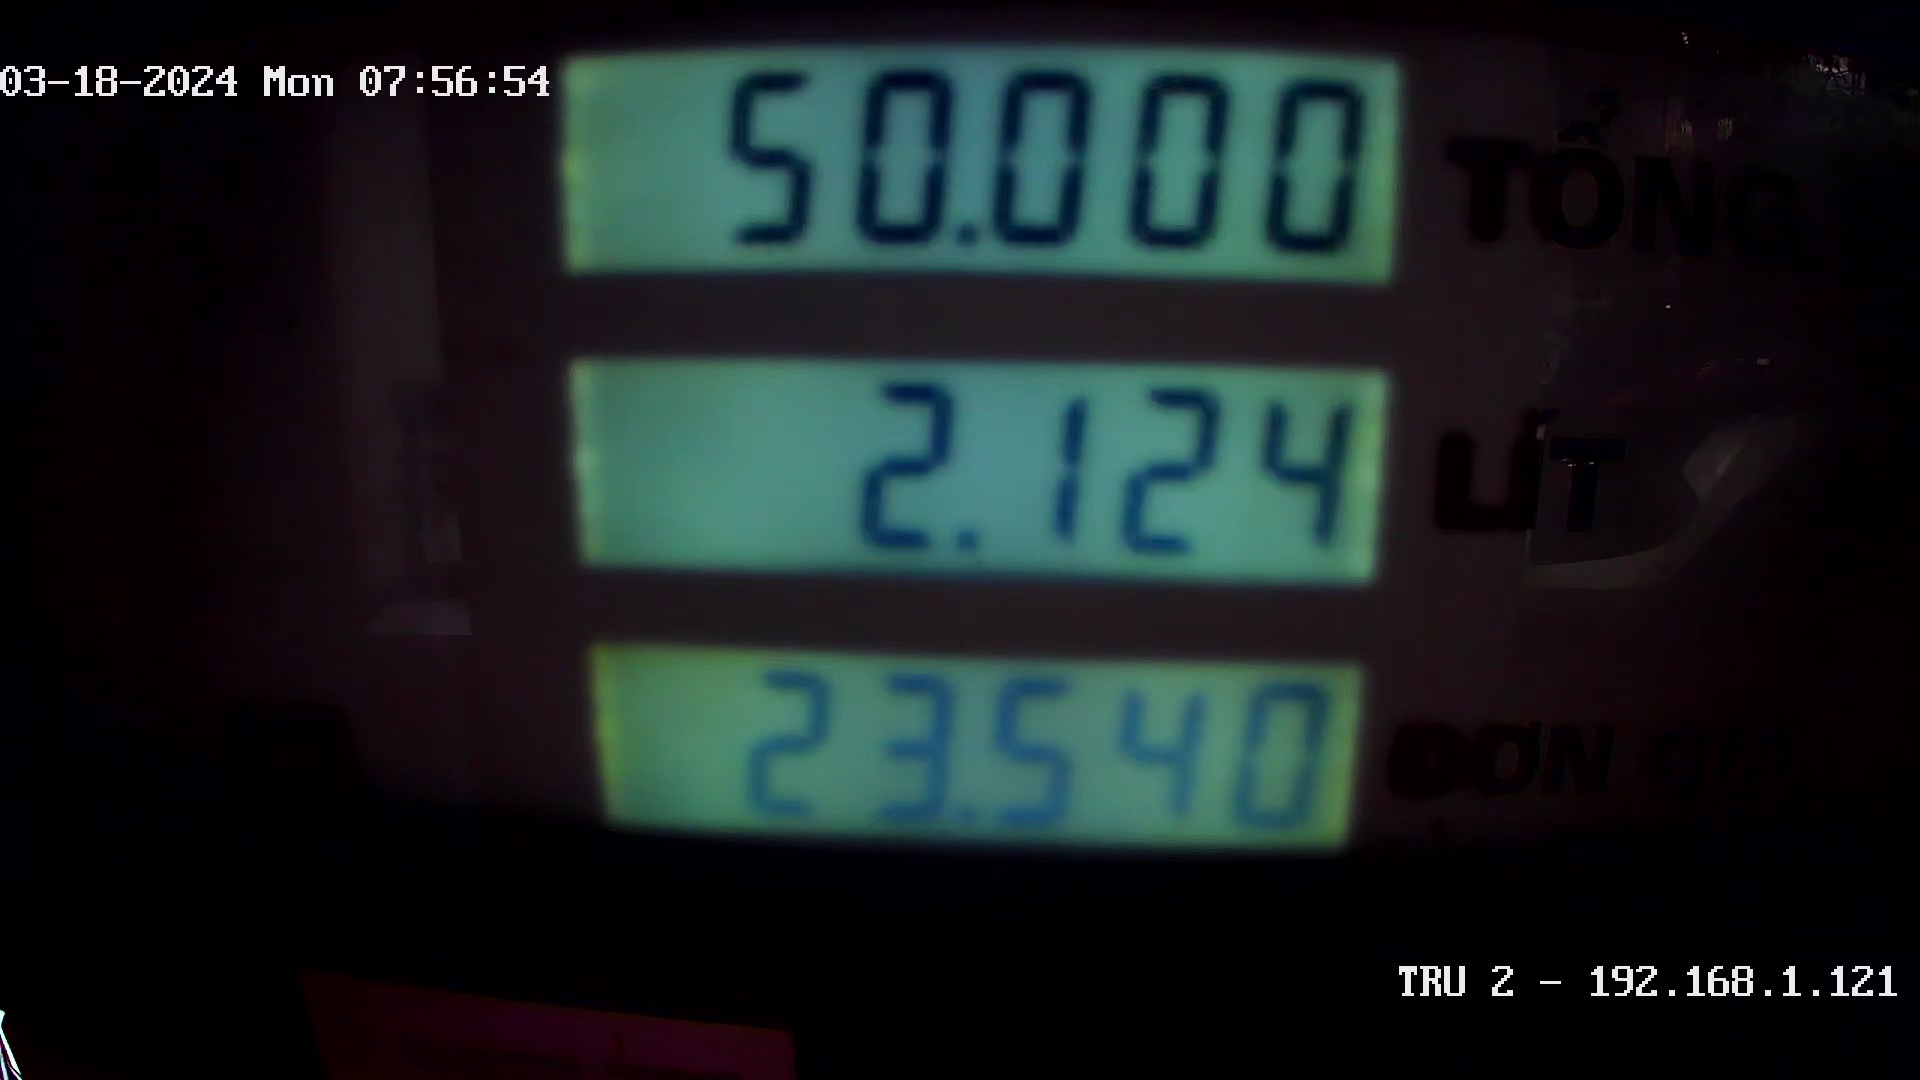 03-18-2024 Mon 07:56:54
50.000
TỔNG
2.124
LÍT
23.540
ĐƠN GIÁ
TRU 2 - 192.168.1.121